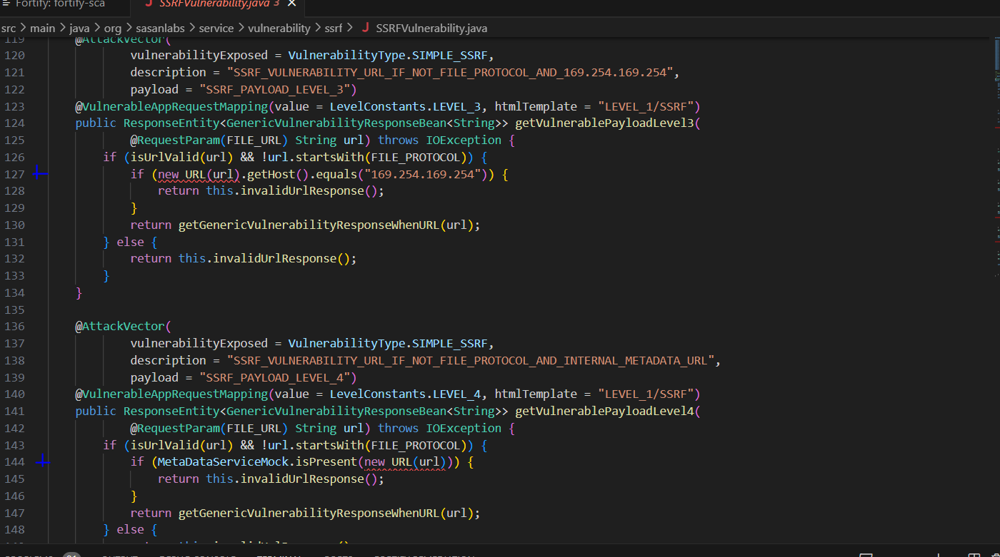 Fortify: fortify-sca
J SSRFVulnerability.java 3 ×
src > main > java > org > sasanlabs > service > vulnerability > ssrf > J SSRFVulnerability.java
119 @AttackVector(
120 vulnerabilityExposed = VulnerabilityType.SIMPLE_SSRF,
121 description = "SSRF_VULNERABILITY_URL_IF_NOT_FILE_PROTOCOL_AND_169.254.169.254",
122 payload = "SSRF_PAYLOAD_LEVEL_3")
123 @VulnerableAppRequestMapping(value = LevelConstants.LEVEL_3, htmlTemplate = "LEVEL_1/SSRF")
124 public ResponseEntity<GenericVulnerabilityResponseBean<String>> getVulnerablePayloadLevel3(
125 @RequestParam(FILE_URL) String url) throws IOException {
126 if (isUrlValid(url) && !url.startsWith(FILE_PROTOCOL)) {
127 if (new URL(url).getHost().equals("169.254.169.254")) {
128 return this.invalidUrlResponse();
129 }
130 return getGenericVulnerabilityResponseWhenURL(url);
131 } else {
132 return this.invalidUrlResponse();
133 }
134 }
135
136 @AttackVector(
137 vulnerabilityExposed = VulnerabilityType.SIMPLE_SSRF,
138 description = "SSRF_VULNERABILITY_URL_IF_NOT_FILE_PROTOCOL_AND_INTERNAL_METADATA_URL",
139 payload = "SSRF_PAYLOAD_LEVEL_4")
140 @VulnerableAppRequestMapping(value = LevelConstants.LEVEL_4, htmlTemplate = "LEVEL_1/SSRF")
141 public ResponseEntity<GenericVulnerabilityResponseBean<String>> getVulnerablePayloadLevel4(
142 @RequestParam(FILE_URL) String url) throws IOException {
143 if (isUrlValid(url) && !url.startsWith(FILE_PROTOCOL)) {
144 if (MetaDataServiceMock.isPresent(new URL(url))) {
145 return this.invalidUrlResponse();
146 }
147 return getGenericVulnerabilityResponseWhenURL(url);
148 } else {